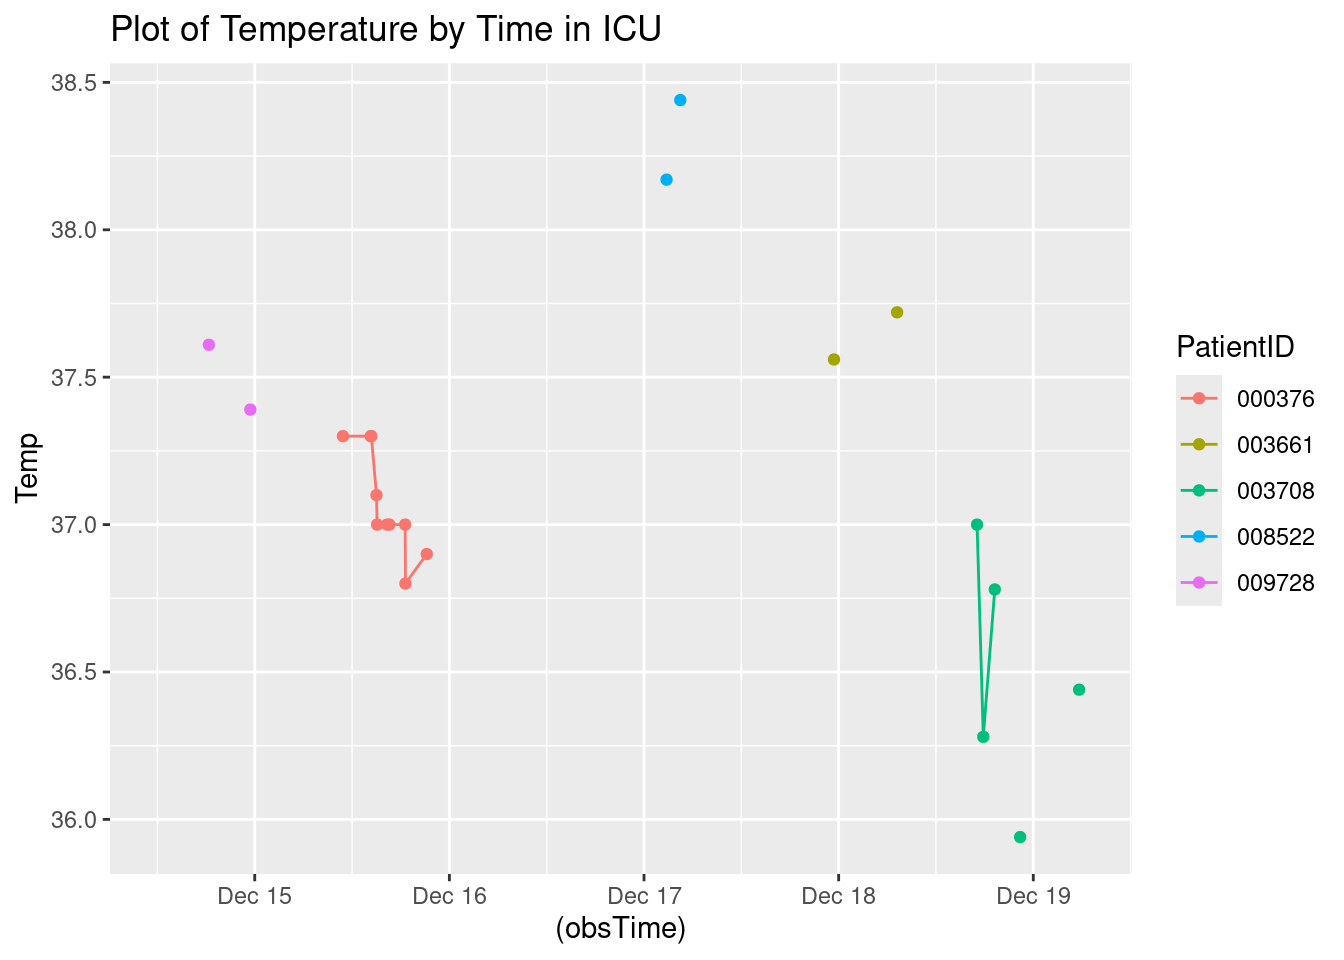 Plot of Temperature by Time in ICU
38.5
38.0
37.5
37.0
36.5
36.0
Temp
Dec 15 Dec 16 Dec 17 Dec 18 Dec 19
(obsTime)
PatientID
000376
003661
003708
008522
009728